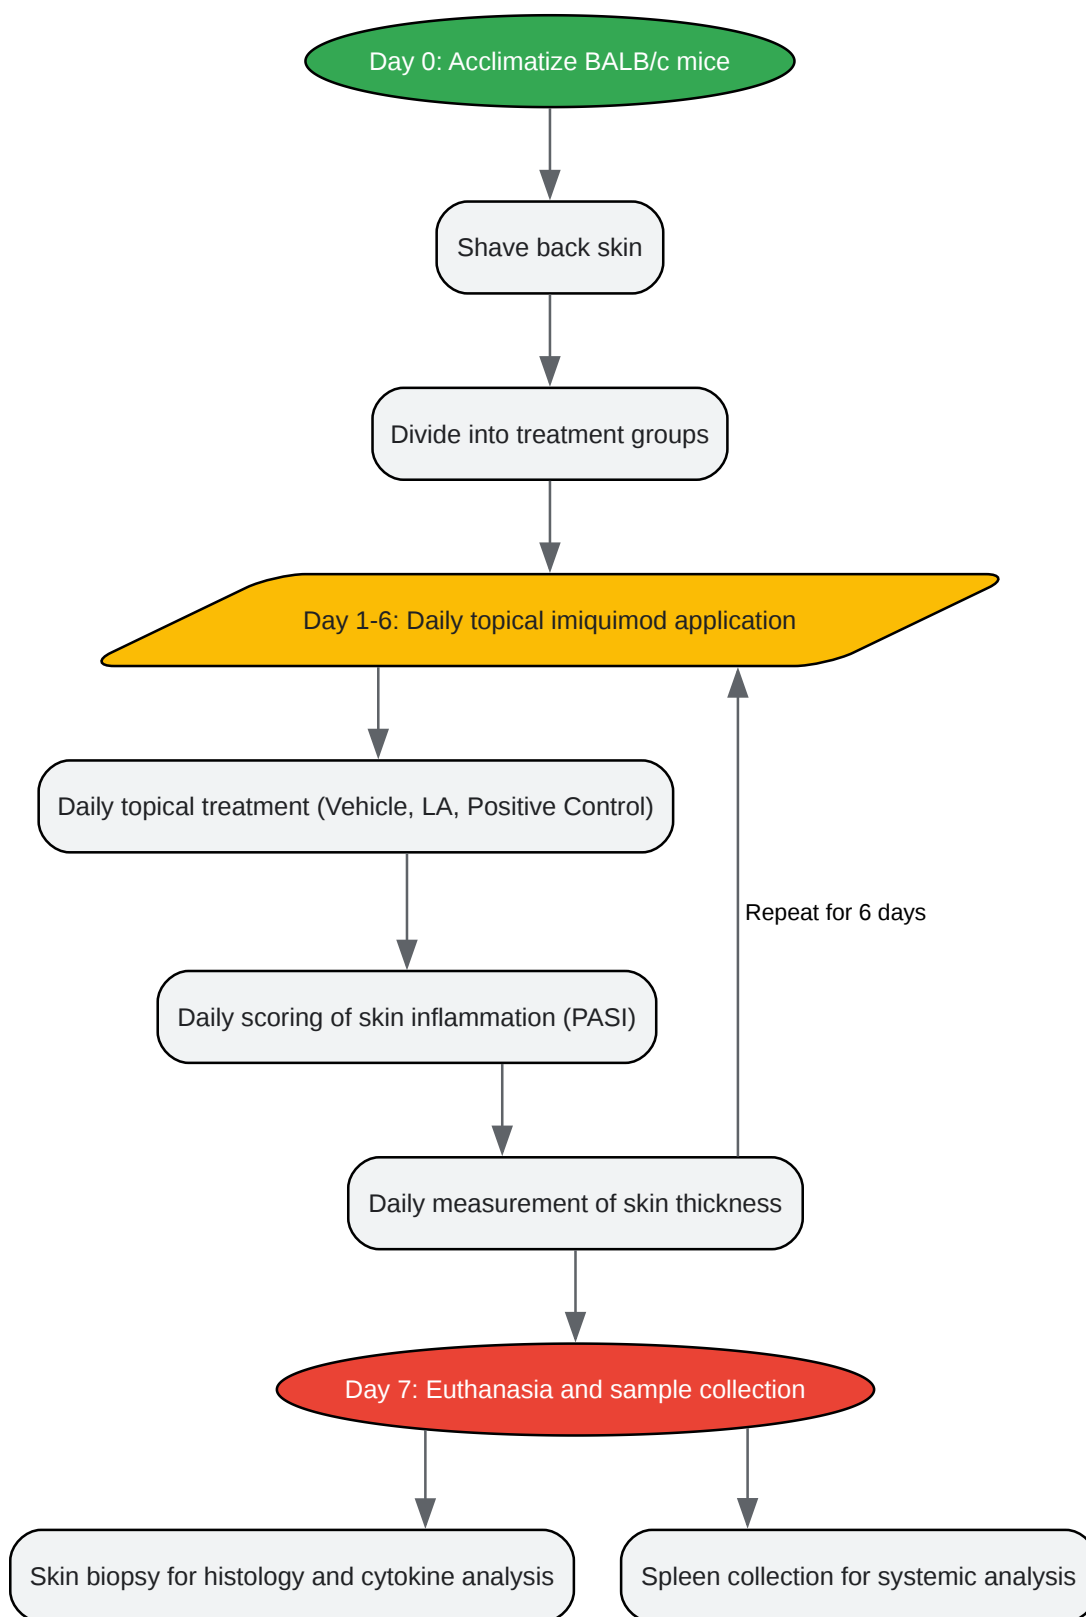 Day 0: Acclimatize BALB/c mice
Shave back skin
Divide into treatment groups
Day 1-6: Daily topical imiquimod application
Daily topical treatment (Vehicle, LA, Positive Control)
Repeat for 6 days
Daily scoring of skin inflammation (PASI)
Daily measurement of skin thickness
Day 7: Euthanasia and sample collection
Skin biopsy for histology and cytokine analysis
Spleen collection for systemic analysis